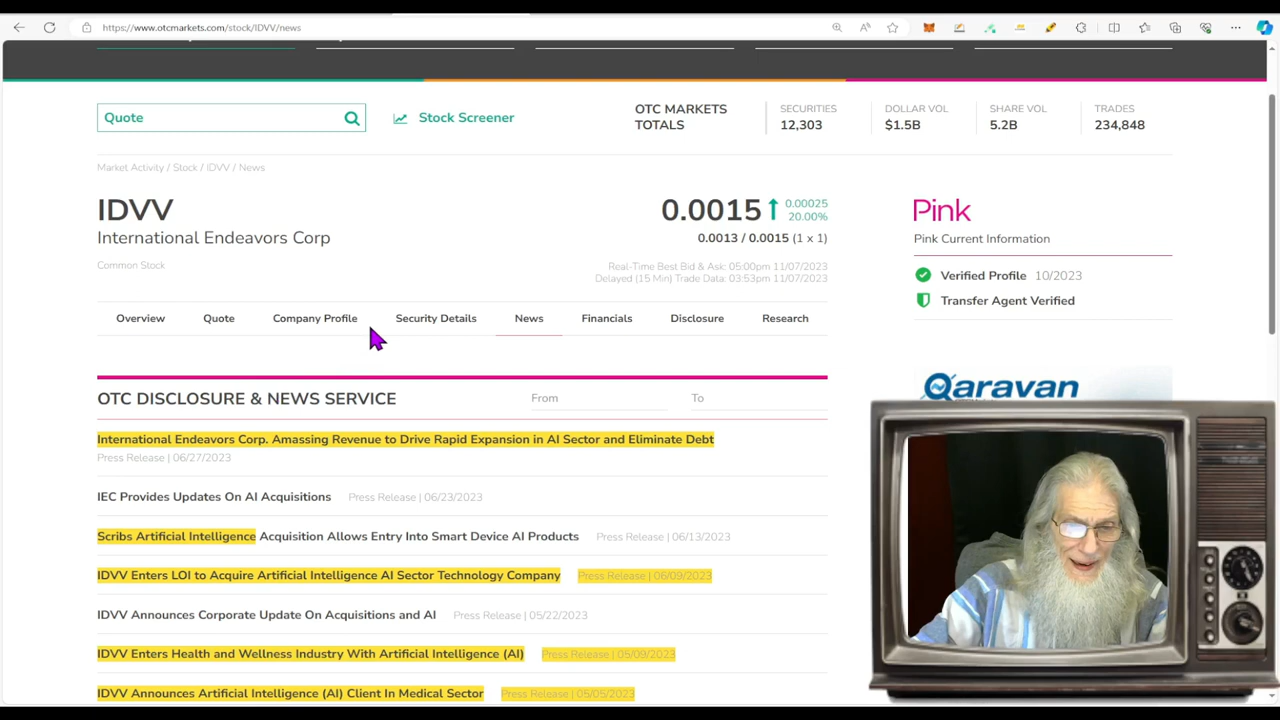 https://www.otcmarkets.com/stock/IDVV/news
Quote
Stock Screener
OTC MARKETS TOTALS
SECURITIES
12,303
DOLLAR VOL
$1.5B
SHARE VOL
5.2B
TRADES
234,848
Market Activity / Stock / IDVV / News
IDVV
International Endeavors Corp
Common Stock
0.0015
0.00025
20.00%
0.0013 / 0.0015 (1 x 1)
Real-Time Best Bid & Ask: 05:00pm 11/07/2023
Delayed (15 Min) Trade Data: 03:53pm 11/07/2023
Pink
Pink Current Information
Verified Profile 10/2023
Transfer Agent Verified
Overview Quote Company Profile Security Details News Financials Disclosure Research
Qaravan
OTC DISCLOSURE & NEWS SERVICE From To
International Endeavors Corp. Amassing Revenue to Drive Rapid Expansion in AI Sector and Eliminate Debt
Press Release | 06/27/2023
IEC Provides Updates On AI Acquisitions Press Release | 06/23/2023
Scribs Artificial Intelligence Acquisition Allows Entry Into Smart Device AI Products Press Release | 06/13/2023
IDVV Enters LOI to Acquire Artificial Intelligence AI Sector Technology Company Press Release | 06/09/2023
IDVV Announces Corporate Update On Acquisitions and AI Press Release | 05/22/2023
IDVV Enters Health and Wellness Industry With Artificial Intelligence (AI) Press Release | 05/09/2023
IDVV Announces Artificial Intelligence (AI) Client In Medical Sector Press Release | 05/05/2023